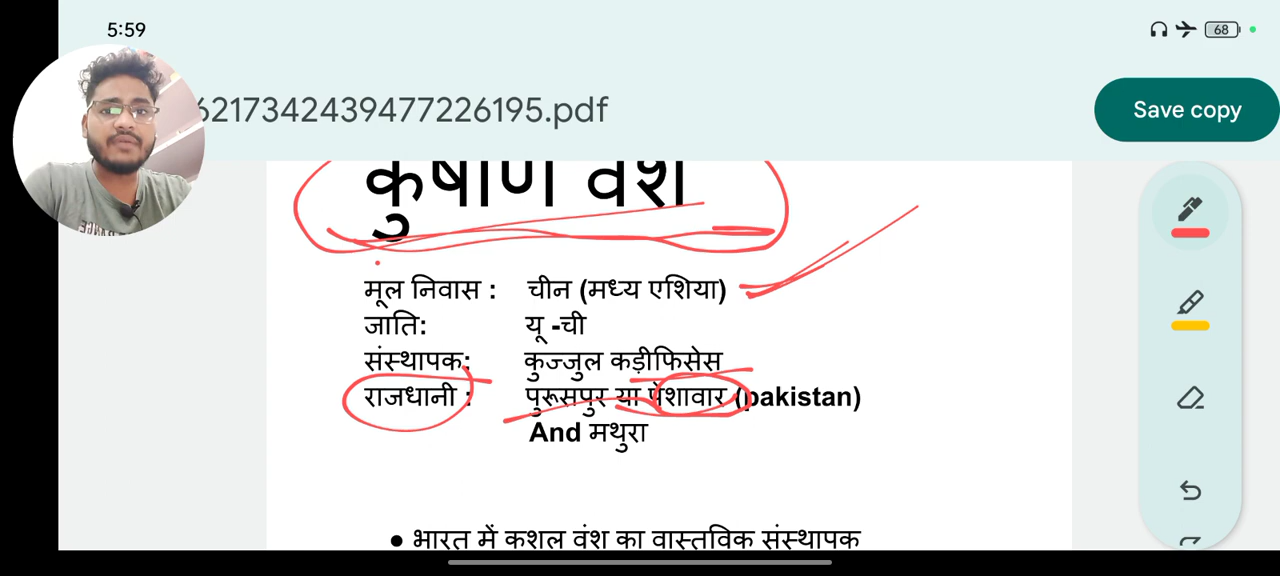 5:59
68
6217342439477226195.pdf
Save copy
कुषाण वंश
मूल निवास : चीन (मध्य एशिया)
जाति: यू -ची
संस्थापक: कुज्जुल कड़ीफिसेस
राजधानी : पुरूसपुर या पेशावार (pakistan)
And मथुरा
● भारत में कशल वंश का वास्तविक संस्थापक